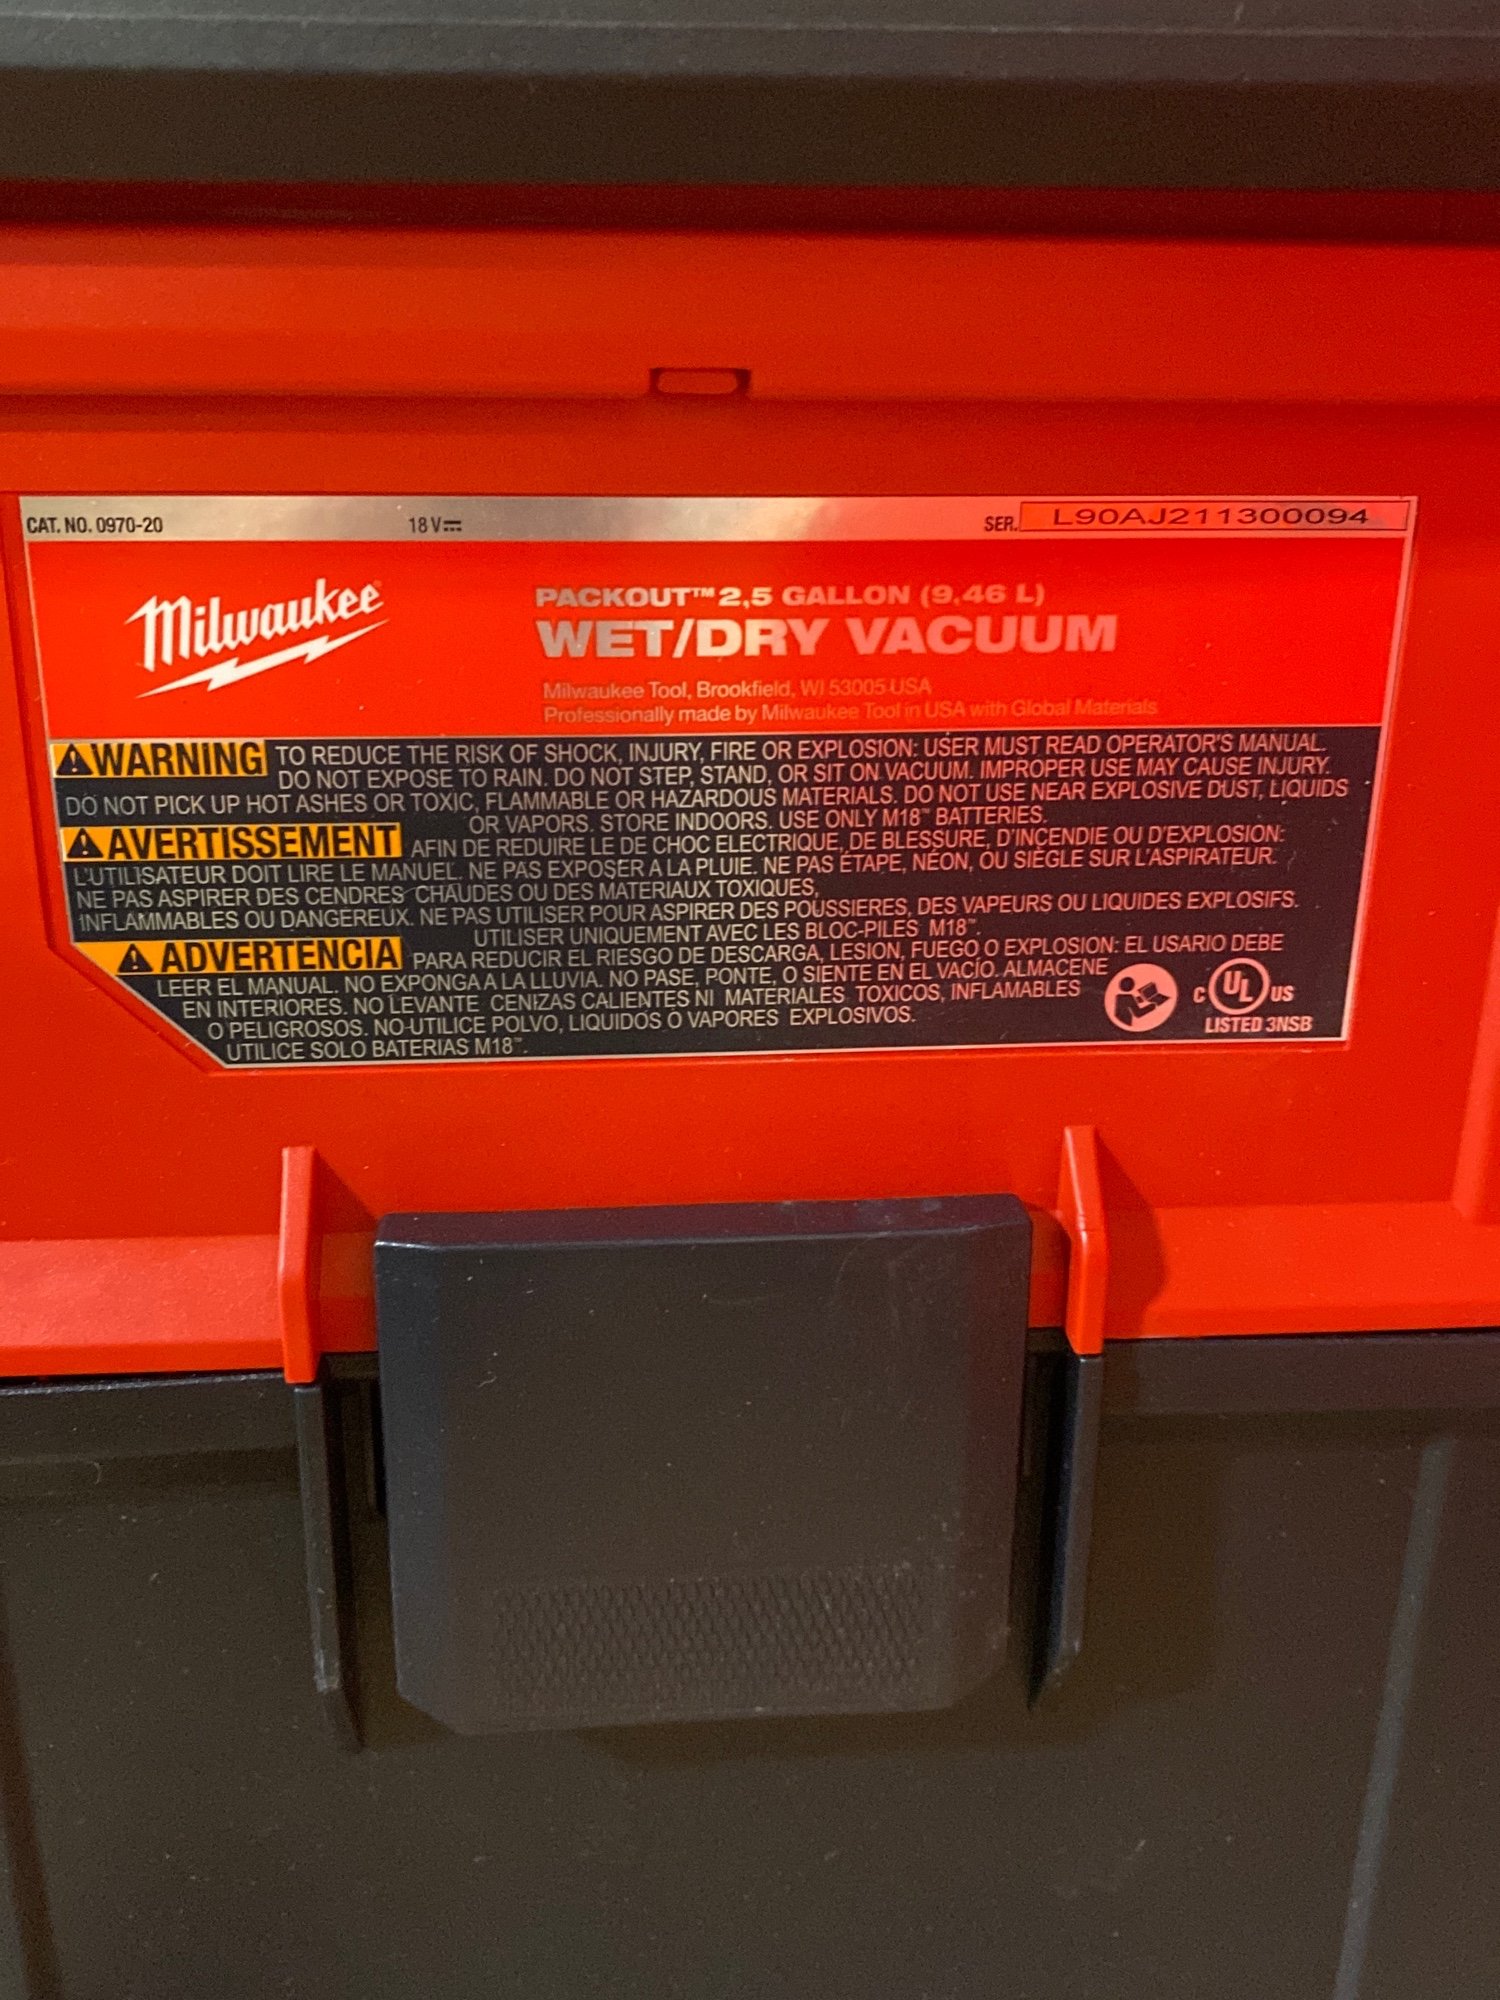 CAT. NO. 0970-20 18 V⎓ SER. L90AJ211300094
Milwaukee®
PACKOUT™ 2,5 GALLON (9,46 L)
WET/DRY VACUUM
Milwaukee Tool, Brookfield, WI 53005 USA
Professionally made by Milwaukee Tool in USA with Global Materials
⚠WARNING TO REDUCE THE RISK OF SHOCK, INJURY, FIRE OR EXPLOSION: USER MUST READ OPERATOR'S MANUAL.
DO NOT EXPOSE TO RAIN. DO NOT STEP, STAND, OR SIT ON VACUUM. IMPROPER USE MAY CAUSE INJURY.
DO NOT PICK UP HOT ASHES OR TOXIC, FLAMMABLE OR HAZARDOUS MATERIALS. DO NOT USE NEAR EXPLOSIVE DUST, LIQUIDS
OR VAPORS. STORE INDOORS. USE ONLY M18™ BATTERIES.
⚠AVERTISSEMENT AFIN DE REDUIRE LE DE CHOC ELECTRIQUE, DE BLESSURE, D'INCENDIE OU D'EXPLOSION:
L'UTILISATEUR DOIT LIRE LE MANUEL. NE PAS EXPOSER A LA PLUIE. NE PAS ÉTAPE, NÉON, OU SIÈGLE SUR L'ASPIRATEUR.
NE PAS ASPIRER DES CENDRES CHAUDES OU DES MATERIAUX TOXIQUES,
INFLAMMABLES OU DANGEREUX. NE PAS UTILISER POUR ASPIRER DES POUSSIERES, DES VAPEURS OU LIQUIDES EXPLOSIFS.
UTILISER UNIQUEMENT AVEC LES BLOC-PILES M18™.
⚠ADVERTENCIA PARA REDUCIR EL RIESGO DE DESCARGA, LESION, FUEGO O EXPLOSION: EL USARIO DEBE
LEER EL MANUAL. NO EXPONGA A LA LLUVIA. NO PASE, PONTE, O SIENTE EN EL VACÍO. ALMACENE
EN INTERIORES. NO LEVANTE CENIZAS CALIENTES NI MATERIALES TOXICOS, INFLAMABLES
O PELIGROSOS. NO UTILICE POLVO, LIQUIDOS O VAPORES EXPLOSIVOS.
UTILICE SOLO BATERIAS M18™.
C UL US
LISTED 3NSB